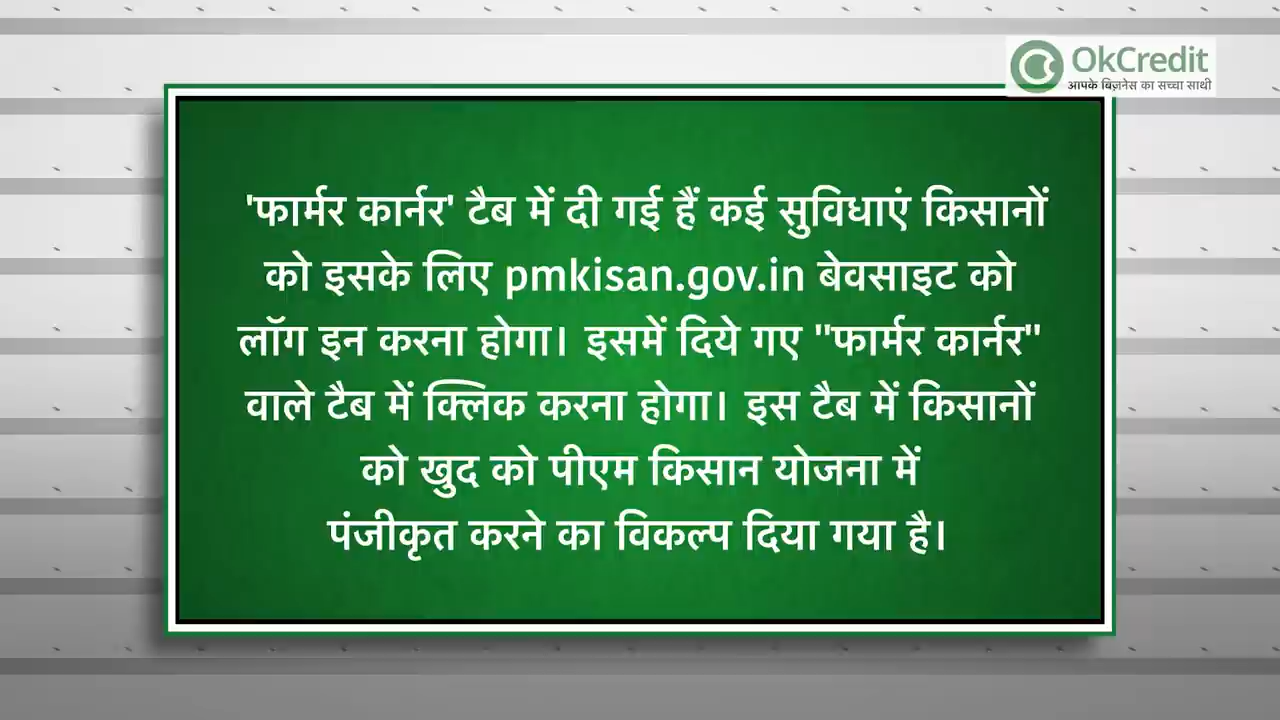 OkCredit
आपके बिज़नेस का सच्चा साथी
'फार्मर कार्नर' टैब में दी गई हैं कई सुविधाएं किसानों
को इसके लिए pmkisan.gov.in बेवसाइट को
लॉग इन करना होगा। इसमें दिये गए "फार्मर कार्नर"
वाले टैब में क्लिक करना होगा। इस टैब में किसानों
को खुद को पीएम किसान योजना में
पंजीकृत करने का विकल्प दिया गया है।